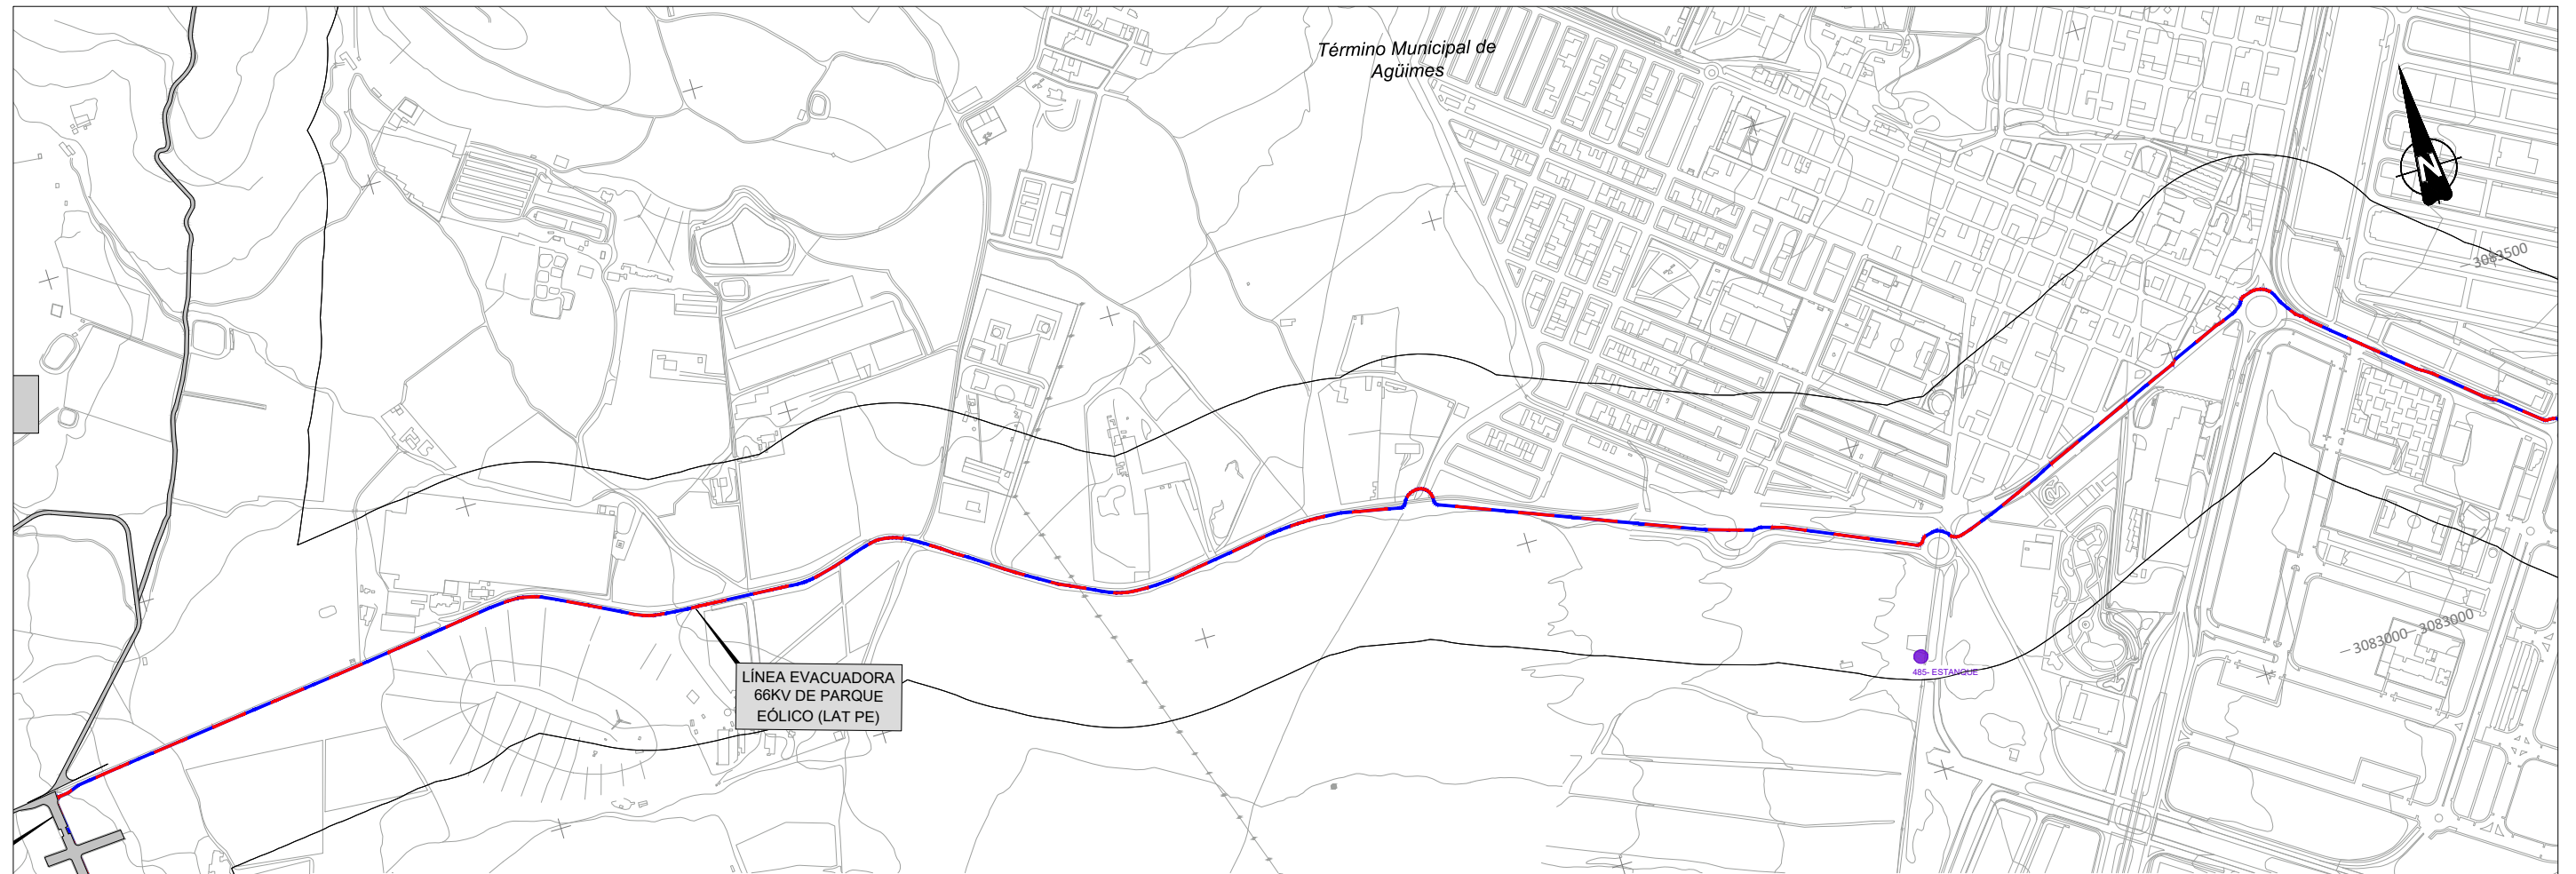 Término Municipal de
Agüimes
N
3083500
485- ESTANQUE
3083000
3083000
LÍNEA EVACUADORA
66KV DE PARQUE
EÓLICO (LAT PE)